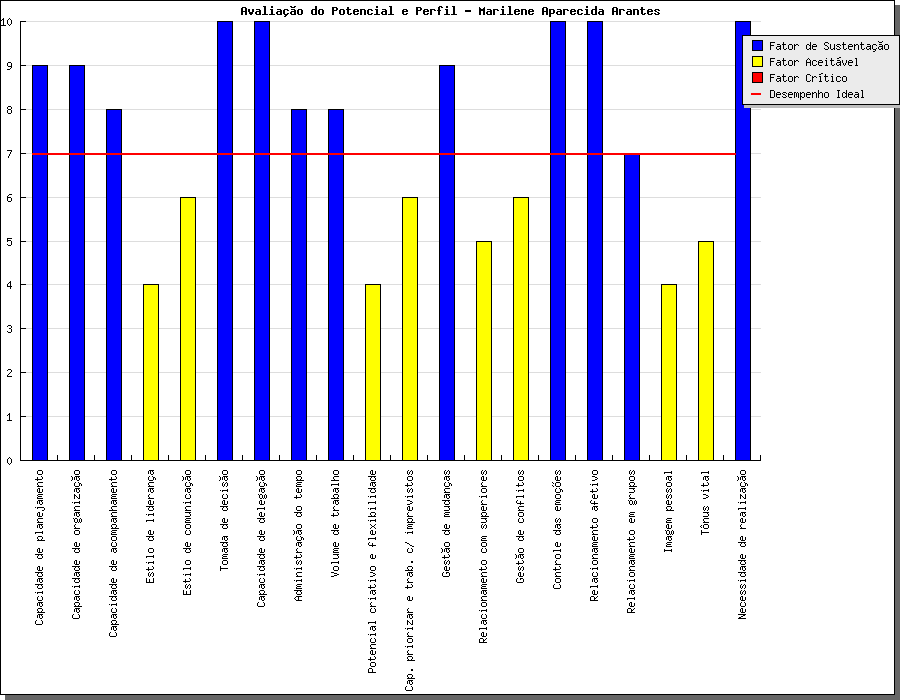 Avaliação do Potencial e Perfil - Marilene Aparecida Arantes
Fator de Sustentação
Fator Aceitável
Fator Crítico
Desempenho Ideal
10
9
8
7
6
5
4
3
2
1
0
Capacidade de planejamento
Capacidade de organização
Capacidade de acompanhamento
Estilo de liderança
Estilo de comunicação
Tomada de decisão
Capacidade de delegação
Administração do tempo
Volume de trabalho
Potencial criativo e flexibilidade
Cap. priorizar e trab. c/ imprevistos
Gestão de mudanças
Relacionamento com superiores
Gestão de conflitos
Controle das emoções
Relacionamento afetivo
Relacionamento em grupos
Imagem pessoal
Tônus vital
Necessidade de realização